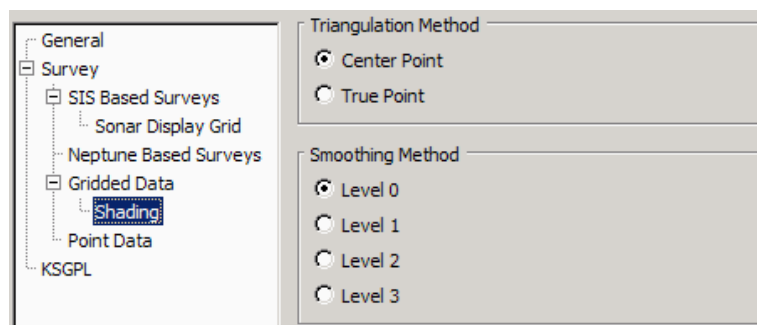 General
Survey
SIS Based Surveys
Sonar Display Grid
Neptune Based Surveys
Gridded Data
Shading
Point Data
KSGPL
Triangulation Method
Center Point
True Point
Smoothing Method
Level 0
Level 1
Level 2
Level 3